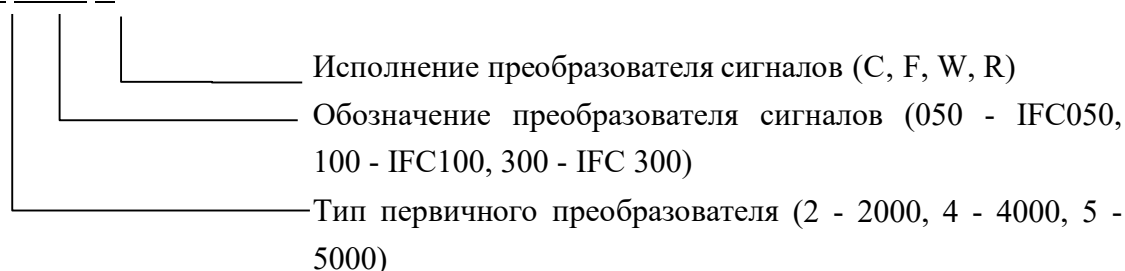 Исполнение преобразователя сигналов (C, F, W, R)
Обозначение преобразователя сигналов (050 - IFC050,
100 - IFC100, 300 - IFC 300)
Тип первичного преобразователя (2 - 2000, 4 - 4000, 5 -
5000)